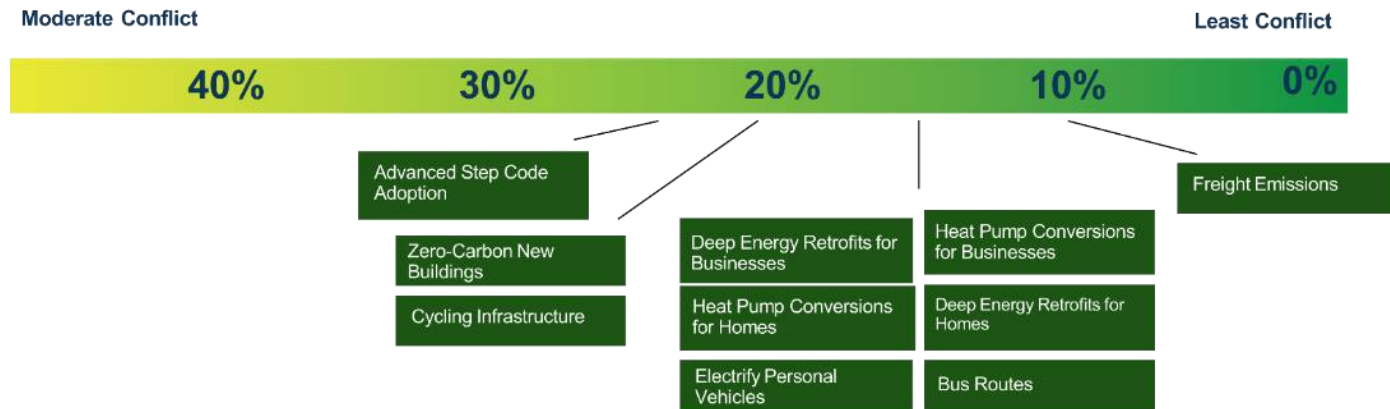 Moderate Conflict
Least Conflict
40%
30%
20%
10%
0%
Advanced Step Code
Adoption
Freight Emissions
Zero-Carbon New
Buildings
Cycling Infrastructure
Deep Energy Retrofits for
Businesses
Heat Pump Conversions
for Homes
Electrify Personal
Vehicles
Heat Pump Conversions
for Businesses
Deep Energy Retrofits for
Homes
Bus Routes